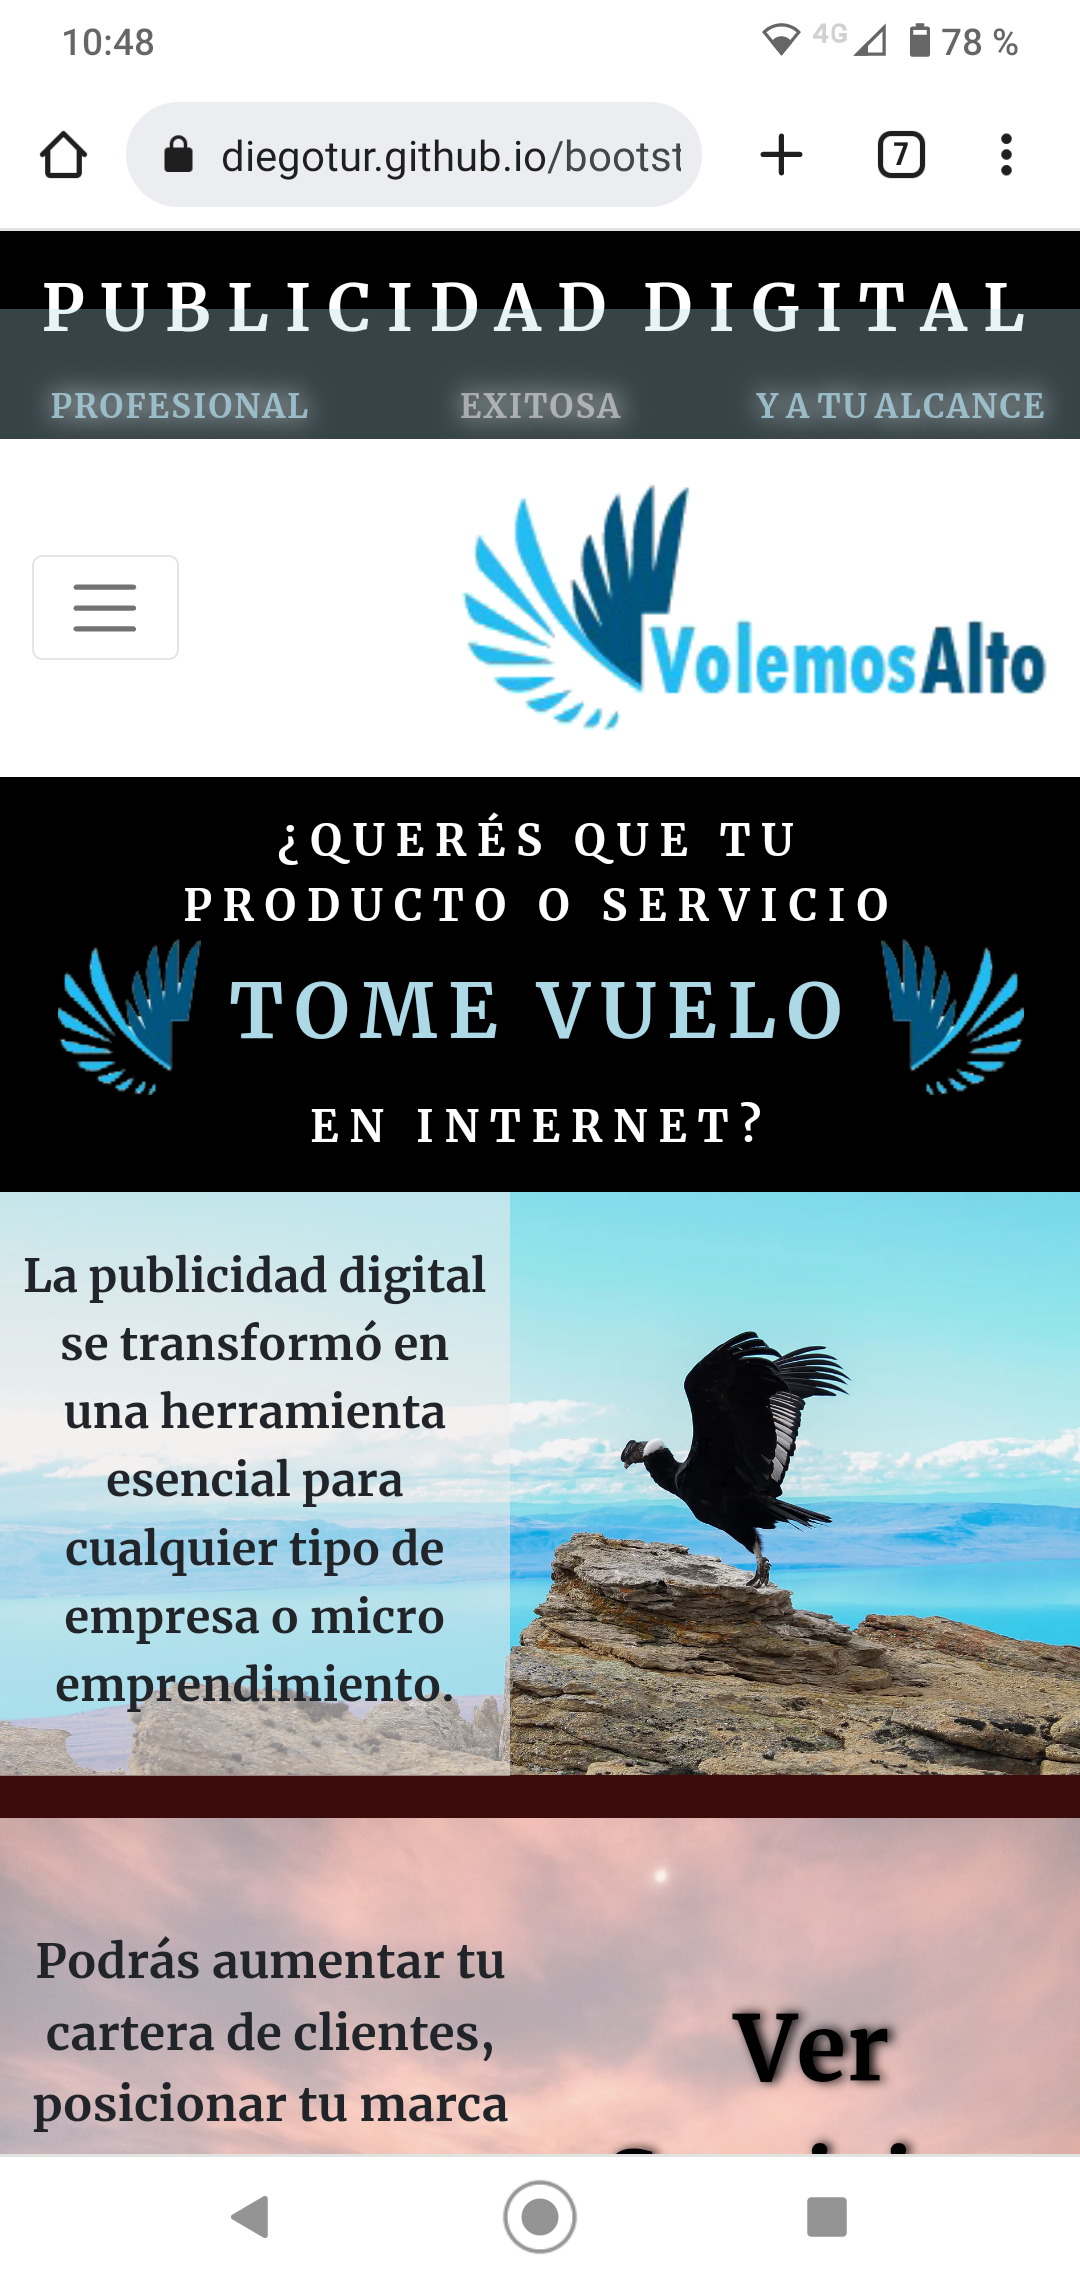 10:48
4G
78 %
diegotur.github.io/bootst
7
PUBLICIDAD DIGITAL
PROFESIONAL EXITOSA Y A TU ALCANCE
VolemosAlto
¿QUERÉS QUE TU
PRODUCTO O SERVICIO
TOME VUELO
EN INTERNET?
La publicidad digital
se transformó en
una herramienta
esencial para
cualquier tipo de
empresa o micro
emprendimiento.
Podrás aumentar tu
cartera de clientes,
posicionar tu marca
Ver